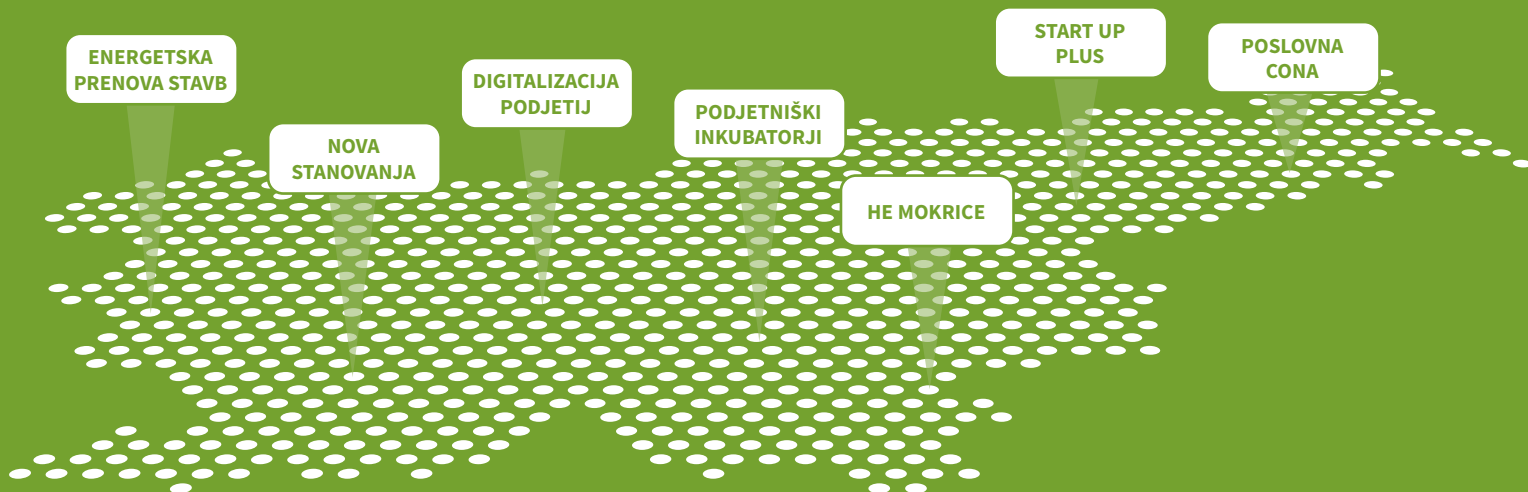 ENERGETSKA
PRENOVA STAVB
NOVA
STANOVANJA
DIGITALIZACIJA
PODJETIJ
PODJETNIŠKI
INKUBATORJI
HE MOKRICE
START UP
PLUS
POSLOVNA
CONA